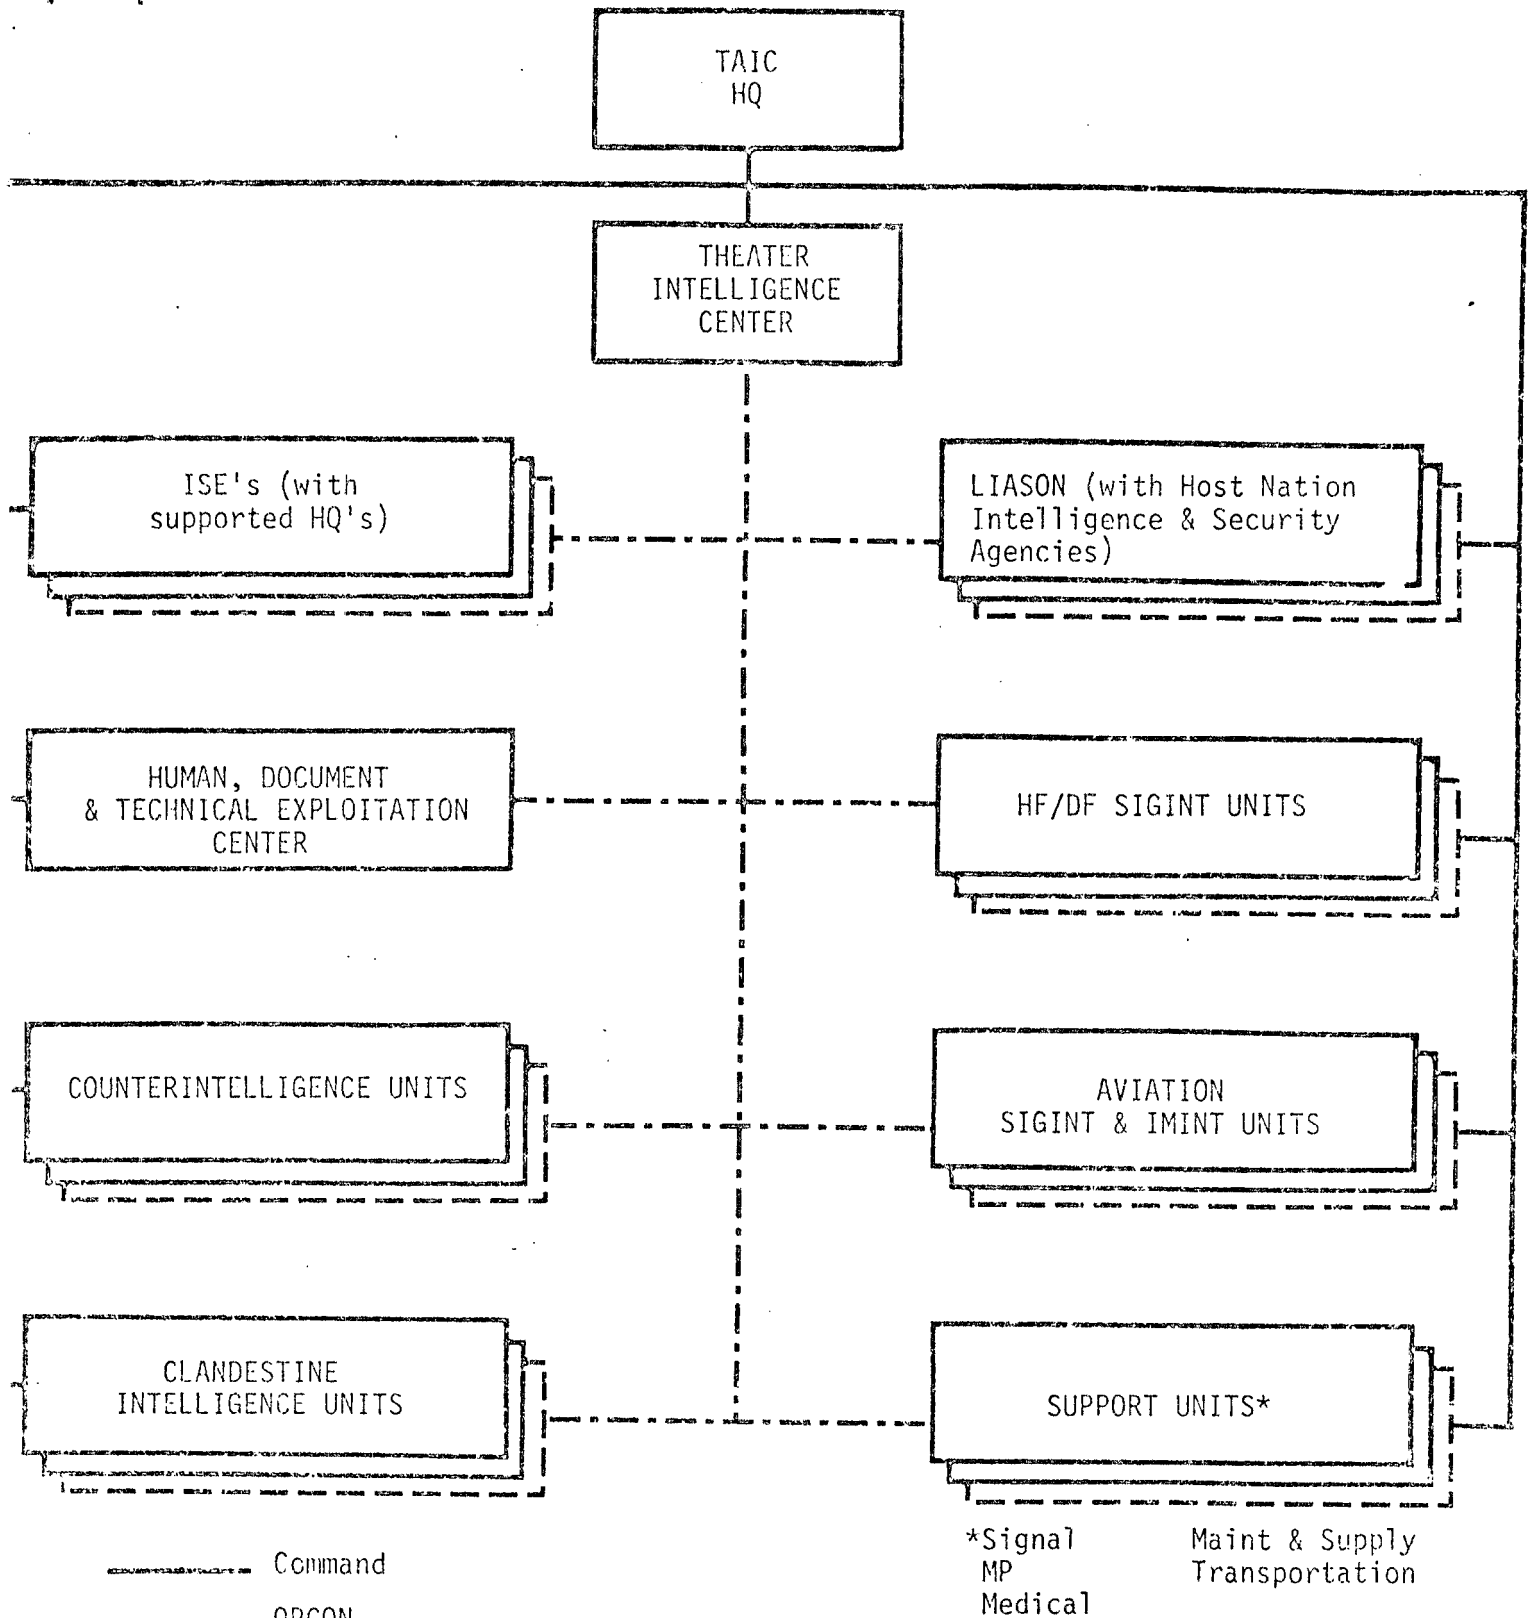 TAIC
HQ
THEATER
INTELLIGENCE
CENTER
ISE's (with
supported HQ's)
LIASON (with Host Nation
Intelligence & Security
Agencies)
HUMAN, DOCUMENT
& TECHNICAL EXPLOITATION
CENTER
HF/DF SIGINT UNITS
COUNTERINTELLIGENCE UNITS
AVIATION
SIGINT & IMINT UNITS
CLANDESTINE
INTELLIGENCE UNITS
SUPPORT UNITS*
Command
OPCON
*Signal
MP
Medical
Maint & Supply
Transportation